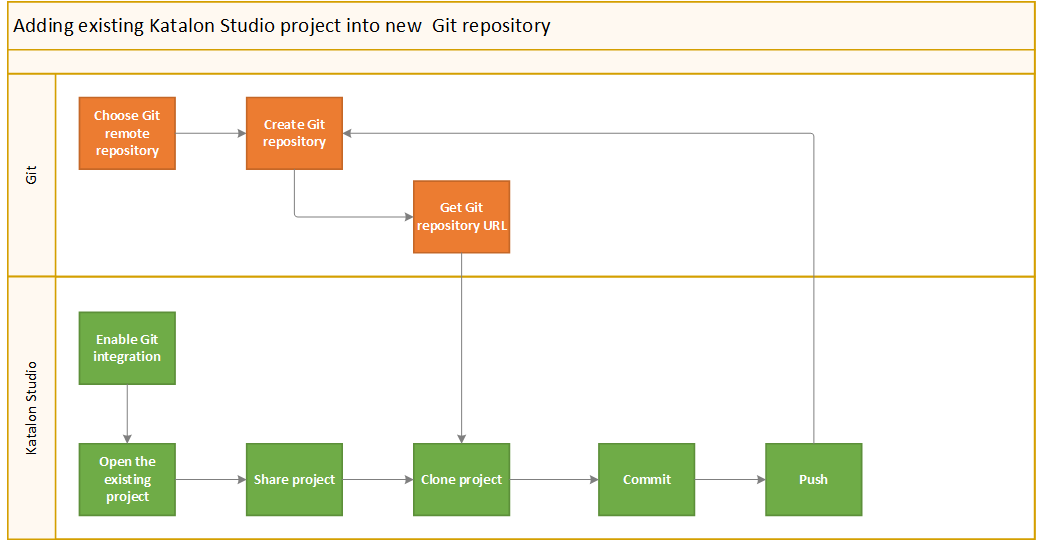 Adding existing Katalon Studio project into new  Git repository
Git
Choose Git
remote
repository
Create Git
repository
Get Git
repository URL
Katalon Studio
Enable Git
integration
Open the
existing
project
Share project
Clone project
Commit
Push